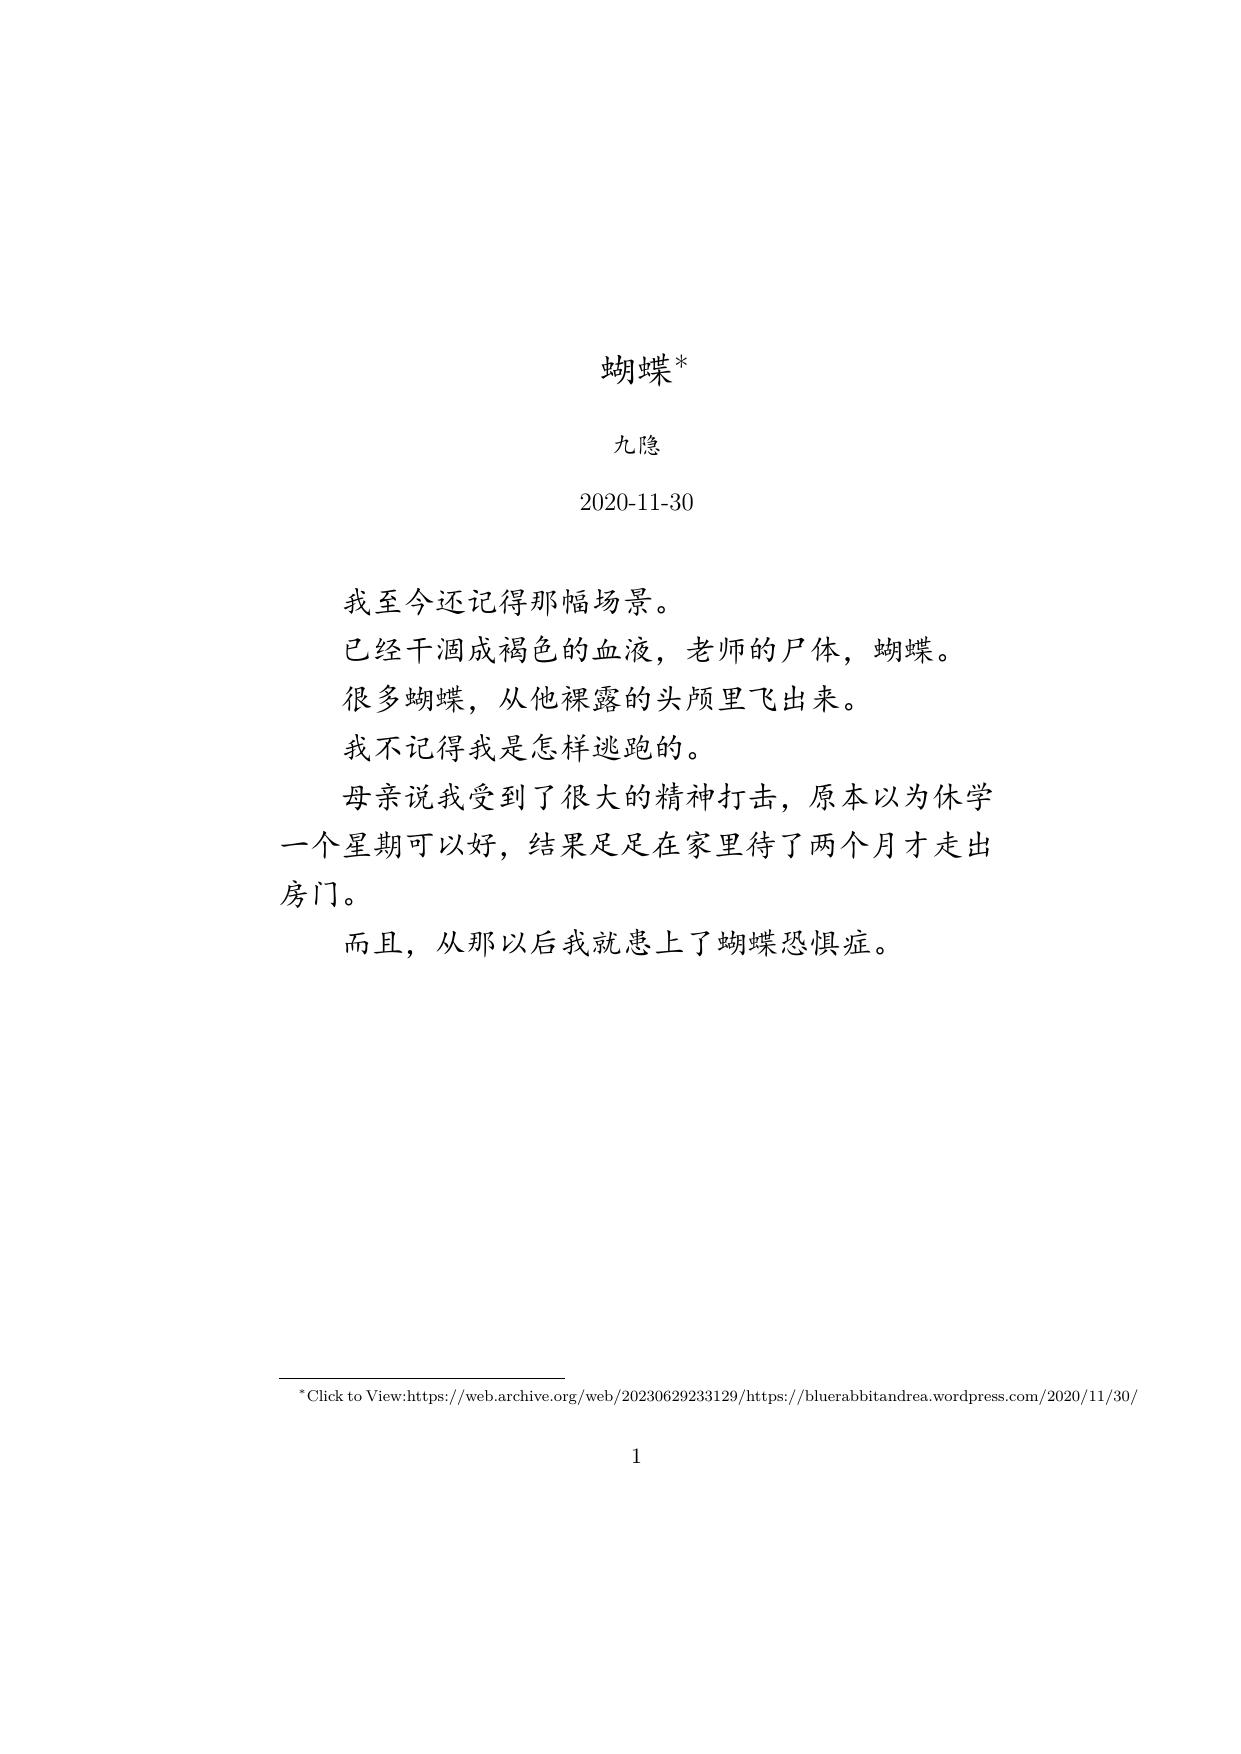 蝴蝶*
九隐
2020-11-30
我至今还记得那幅场景。
已经干涸成褐色的血液，老师的尸体，蝴蝶。
很多蝴蝶，从他裸露的头颅里飞出来。
我不记得我是怎样逃跑的。
母亲说我受到了很大的精神打击，原本以为休学
一个星期可以好，结果足足在家里待了两个月才走出
房门。
而且，从那以后我就患上了蝴蝶恐惧症。
*Click to View:https://web.archive.org/web/20230629233129/https://bluerabbitandrea.wordpress.com/2020/11/30/
1